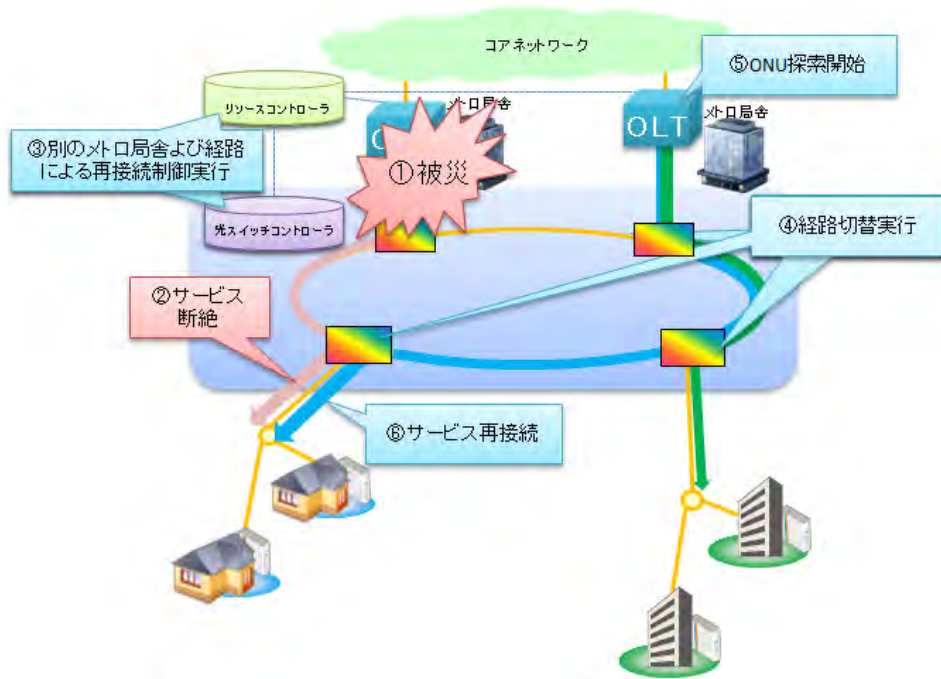 コアネットワーク
⑤ONU探索開始
リソースコントローラ
メトロ局舎
メトロ局舎
OLT
③別のメトロ局舎および経路
による再接続制御実行
①被災
光スイッチコントローラ
④経路切替実行
②サービス
断絶
⑥サービス再接続